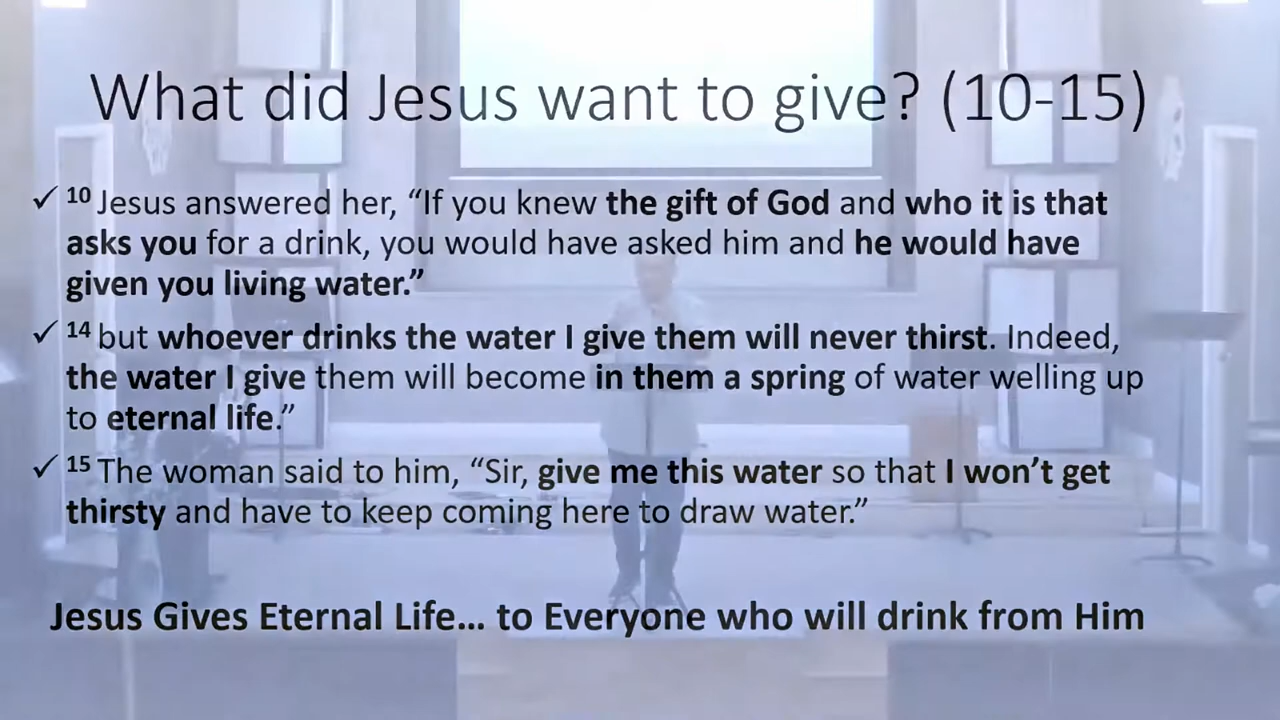 What did Jesus want to give? (10-15)
✓ 10 Jesus answered her, “If you knew the gift of God and who it is that
asks you for a drink, you would have asked him and he would have
given you living water.”
✓ 14 but whoever drinks the water I give them will never thirst. Indeed,
the water I give them will become in them a spring of water welling up
to eternal life.”
✓ 15 The woman said to him, “Sir, give me this water so that I won’t get
thirsty and have to keep coming here to draw water.”
Jesus Gives Eternal Life… to Everyone who will drink from Him